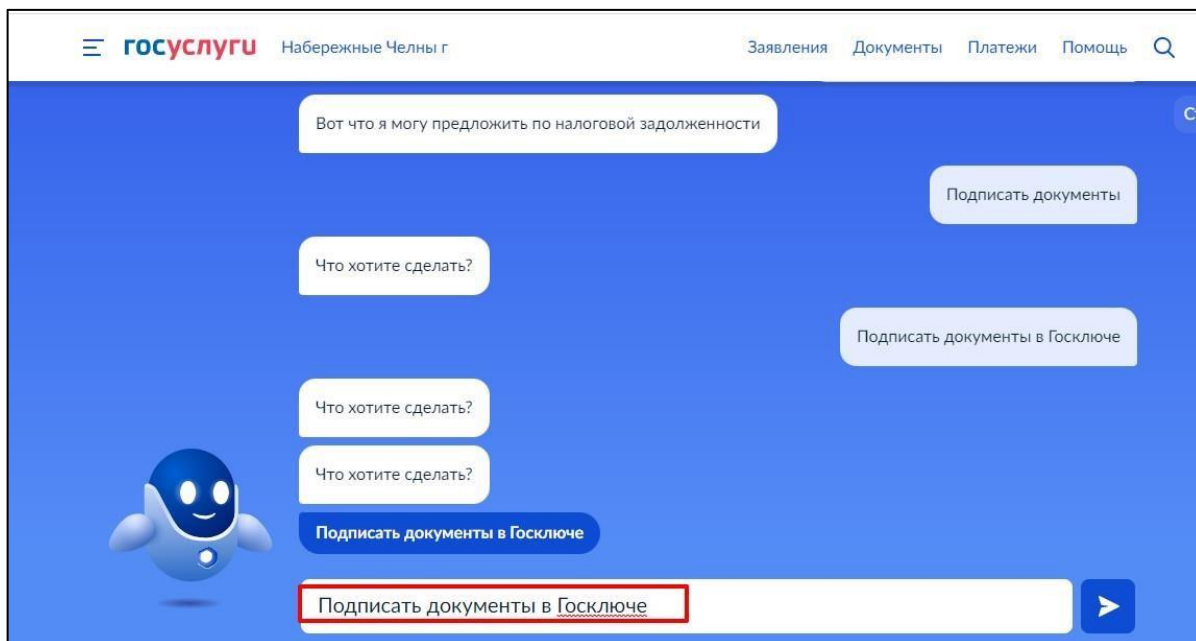 госуслуги Набережные Челны г Заявления Документы Платежи Помощь
Вот что я могу предложить по налоговой задолженности
Подписать документы
Что хотите сделать?
Подписать документы в Госключе
Что хотите сделать?
Что хотите сделать?
Подписать документы в Госключе
Подписать документы в Госключе